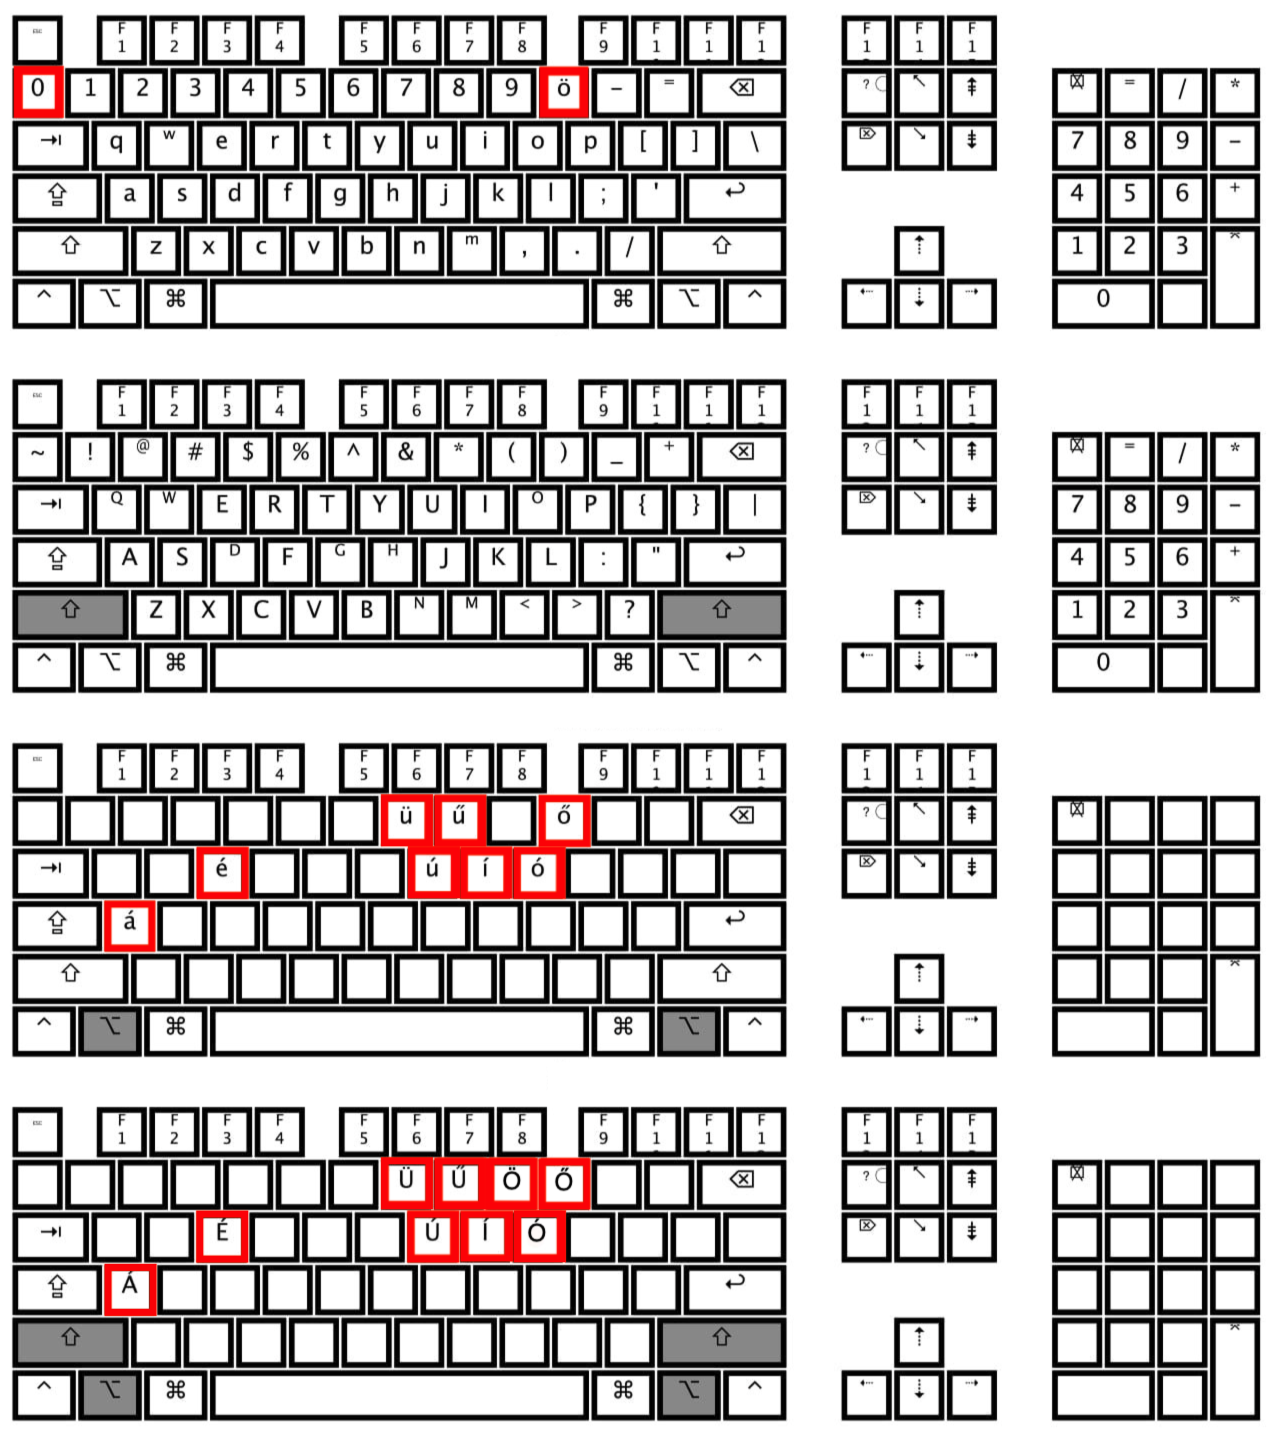 esc F1 F2 F3 F4 F5 F6 F7 F8 F9 F1 F1 F1 F1 F1 F1
0 1 2 3 4 5 6 7 8 9 ö - = ⌫ ? ↖ ⇞ = / *
⇥ q w e r t y u i o p [ ] \ ⌦ ↘ ⇟ 7 8 9 -
⇪ a s d f g h j k l ; ' ↩ 4 5 6 +
⇧ z x c v b n m , . / ⇧ ⇡ 1 2 3 ⌤
^ ⌥ ⌘ ⌘ ⌥ ^ ⇠ ⇣ ⇢ 0
esc F1 F2 F3 F4 F5 F6 F7 F8 F9 F1 F1 F1 F1 F1 F1
~ ! @ # $ % ^ & * ( ) _ + ⌫ ? ↖ ⇞ = / *
⇥ Q W E R T Y U I O P { } | ⌦ ↘ ⇟ 7 8 9 -
⇪ A S D F G H J K L : " ↩ 4 5 6 +
⇧ Z X C V B N M < > ? ⇧ ⇡ 1 2 3 ⌤
^ ⌥ ⌘ ⌘ ⌥ ^ ⇠ ⇣ ⇢ 0
esc F1 F2 F3 F4 F5 F6 F7 F8 F9 F1 F1 F1 F1 F1 F1
ü ű ő ⌫ ? ↖ ⇞
⇥ é ú í ó ⌦ ↘ ⇟
⇪ á ↩
⇧ ⇧ ⇡ ⌤
^ ⌥ ⌘ ⌘ ⌥ ^ ⇠ ⇣ ⇢
esc F1 F2 F3 F4 F5 F6 F7 F8 F9 F1 F1 F1 F1 F1 F1
Ü Ű Ö Ő ⌫ ? ↖ ⇞
⇥ É Ú Í Ó ⌦ ↘ ⇟
⇪ Á ↩
⇧ ⇧ ⇡ ⌤
^ ⌥ ⌘ ⌘ ⌥ ^ ⇠ ⇣ ⇢